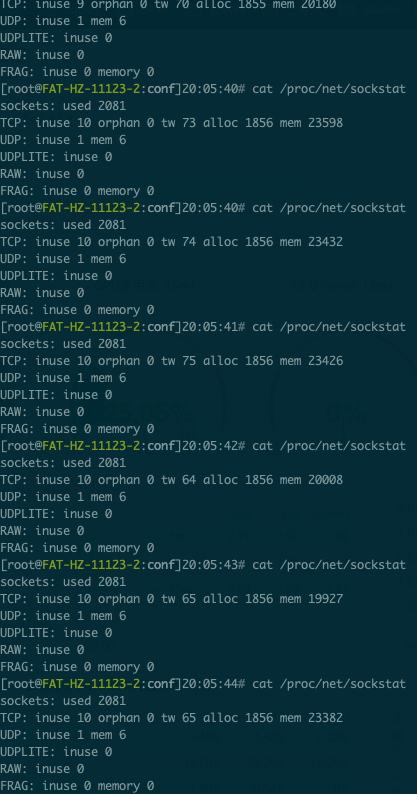 TCP: inuse 9 orphan 0 tw 70 alloc 1855 mem 20180
UDP: inuse 1 mem 6
UDPLITE: inuse 0
RAW: inuse 0
FRAG: inuse 0 memory 0
[root@FAT-HZ-11123-2:conf]20:05:40# cat /proc/net/sockstat
sockets: used 2081
TCP: inuse 10 orphan 0 tw 73 alloc 1856 mem 23598
UDP: inuse 1 mem 6
UDPLITE: inuse 0
RAW: inuse 0
FRAG: inuse 0 memory 0
[root@FAT-HZ-11123-2:conf]20:05:40# cat /proc/net/sockstat
sockets: used 2081
TCP: inuse 10 orphan 0 tw 74 alloc 1856 mem 23432
UDP: inuse 1 mem 6
UDPLITE: inuse 0
RAW: inuse 0
FRAG: inuse 0 memory 0
[root@FAT-HZ-11123-2:conf]20:05:41# cat /proc/net/sockstat
sockets: used 2081
TCP: inuse 10 orphan 0 tw 75 alloc 1856 mem 23426
UDP: inuse 1 mem 6
UDPLITE: inuse 0
RAW: inuse 0
FRAG: inuse 0 memory 0
[root@FAT-HZ-11123-2:conf]20:05:42# cat /proc/net/sockstat
sockets: used 2081
TCP: inuse 10 orphan 0 tw 64 alloc 1856 mem 20008
UDP: inuse 1 mem 6
UDPLITE: inuse 0
RAW: inuse 0
FRAG: inuse 0 memory 0
[root@FAT-HZ-11123-2:conf]20:05:43# cat /proc/net/sockstat
sockets: used 2081
TCP: inuse 10 orphan 0 tw 65 alloc 1856 mem 19927
UDP: inuse 1 mem 6
UDPLITE: inuse 0
RAW: inuse 0
FRAG: inuse 0 memory 0
[root@FAT-HZ-11123-2:conf]20:05:44# cat /proc/net/sockstat
sockets: used 2081
TCP: inuse 10 orphan 0 tw 65 alloc 1856 mem 23382
UDP: inuse 1 mem 6
UDPLITE: inuse 0
RAW: inuse 0
FRAG: inuse 0 memory 0